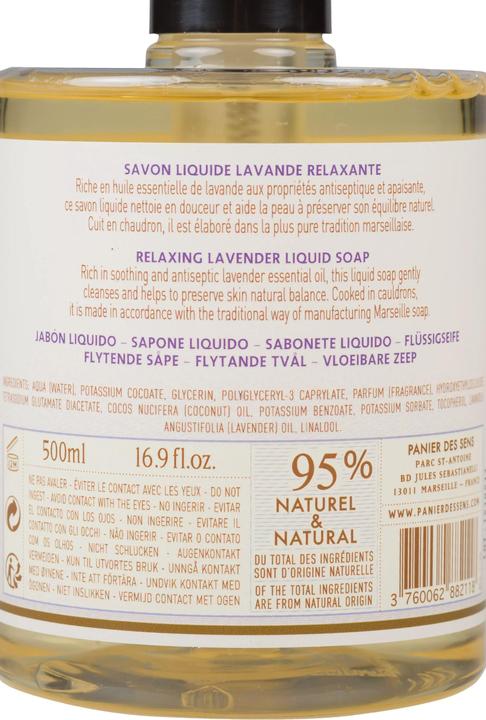 SAVON LIQUIDE LAVANDE RELAXANTE
Riche en huile essentielle de lavande aux propriétés antiseptique et apaisante,
ce savon liquide nettoie en douceur et aide la peau à préserver son équilibre naturel.
Cuit en chaudron, il est élaboré dans la plus pure tradition marseillaise.
RELAXING LAVENDER LIQUID SOAP
Rich in soothing and antiseptic lavender essential oil, this liquid soap gently
cleanses and helps to preserve skin natural balance. Cooked in cauldrons,
it is made in accordance with the traditional way of manufacturing Marseille soap.
JABÓN LIQUIDO – SAPONE LIQUIDO – SABONETE LIQUIDO – FLÜSSIGSEIFE
FLYTENDE SÅPE – FLYTANDE TVÅL – VLOEIBARE ZEEP
INGREDIENTS: AQUA (WATER), POTASSIUM COCOATE, GLYCERIN, POLYGLYCERYL-3 CAPRYLATE, PARFUM (FRAGRANCE),
TETRASODIUM GLUTAMATE DIACETATE, COCOS NUCIFERA (COCONUT) OIL, POTASSIUM BENZOATE, POTASSIUM SORBATE, TOCOPHEROL,
ANGUSTIFOLIA (LAVENDER) OIL, LINALOOL.
500ml 16.9 fl.oz.
NE PAS AVALER - ÉVITER LE CONTACT AVEC LES YEUX - DO NOT
INGEST - AVOID CONTACT WITH THE EYES - NO INGERIR - EVITAR
EL CONTACTO CON LOS OJOS - NON INGERIRE - EVITARE IL
CONTATTO CON GLI OCCHI - NÃO INGERIR - EVITAR O CONTATO
COM OS OLHOS - NICHT SCHLUCKEN - AUGENKONTAKT
VERMEIDEN - KUN TIL UTVORTES BRUK - UNNGÅ KONTAKT
MED ØYNENE - INTE ATT FÖRTÄRA - UNDVIK KONTAKT MED
ÖGONEN - NIET INSLIKKEN - VERMIJD CONTACT MET OGEN
95%
NATUREL
&
NATURAL
DU TOTAL DES INGRÉDIENTS
SONT D'ORIGINE NATURELLE
OF THE TOTAL INGREDIENTS
ARE FROM NATURAL ORIGIN
PANIER DES SENS
PARC ST-ANTOINE
BD JULES SEBASTIANELLI
13011 MARSEILLE - FRANCE
WWW.PANIERDESSENS.COM
3 760062 882118